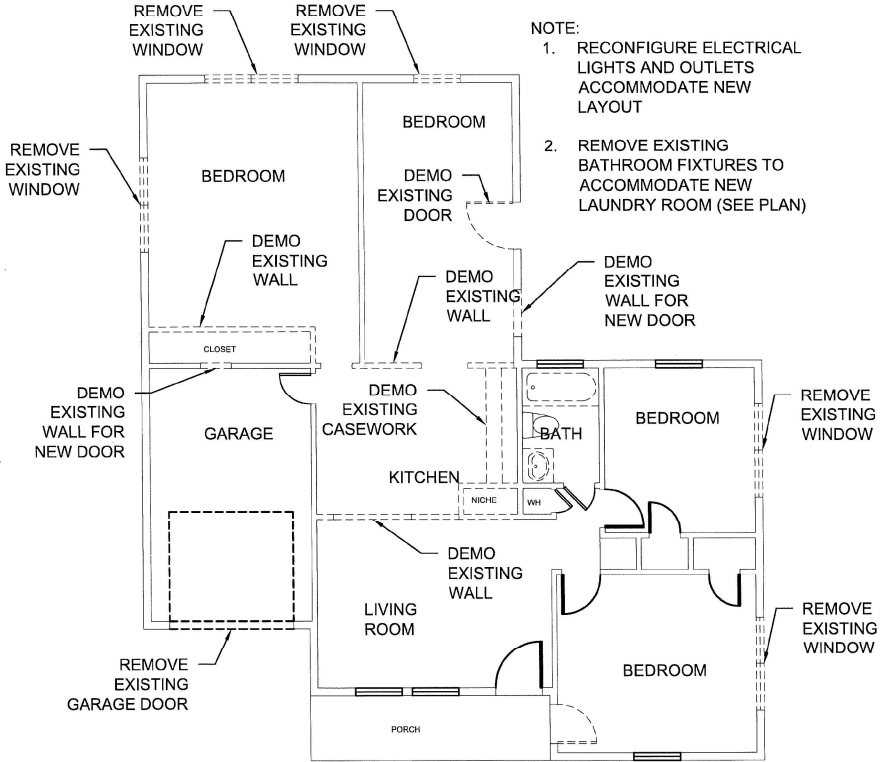 REMOVE
EXISTING
WINDOW
REMOVE
EXISTING
WINDOW
NOTE:
1. RECONFIGURE ELECTRICAL
LIGHTS AND OUTLETS
ACCOMMODATE NEW
LAYOUT
2. REMOVE EXISTING
BATHROOM FIXTURES TO
ACCOMMODATE NEW
LAUNDRY ROOM (SEE PLAN)
REMOVE
EXISTING
WINDOW
BEDROOM
BEDROOM
DEMO
EXISTING
DOOR
DEMO
EXISTING
WALL
DEMO
EXISTING
WALL
DEMO
EXISTING
WALL FOR
NEW DOOR
CLOSET
DEMO
EXISTING
WALL FOR
NEW DOOR
GARAGE
DEMO
EXISTING
CASEWORK
KITCHEN
NICHE
WH
BATH
BEDROOM
REMOVE
EXISTING
WINDOW
DEMO
EXISTING
WALL
LIVING
ROOM
BEDROOM
REMOVE
EXISTING
WINDOW
REMOVE
EXISTING
GARAGE DOOR
PORCH